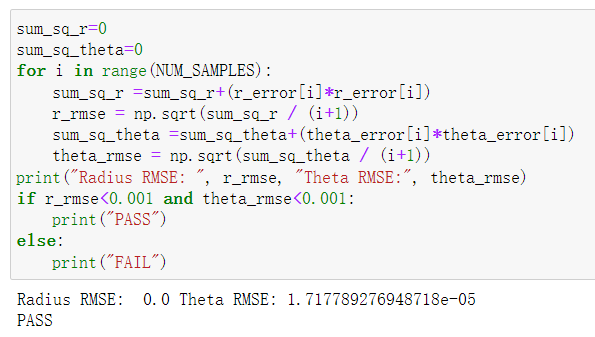 sum_sq_r=0
sum_sq_theta=0
for i in range(NUM_SAMPLES):
    sum_sq_r =sum_sq_r+(r_error[i]*r_error[i])
    r_rmse = np.sqrt(sum_sq_r / (i+1))
    sum_sq_theta =sum_sq_theta+(theta_error[i]*theta_error[i])
    theta_rmse = np.sqrt(sum_sq_theta / (i+1))
print("Radius RMSE: ", r_rmse, "Theta RMSE:", theta_rmse)
if r_rmse<0.001 and theta_rmse<0.001:
    print("PASS")
else:
    print("FAIL")
Radius RMSE:  0.0 Theta RMSE: 1.717789276948718e-05
PASS